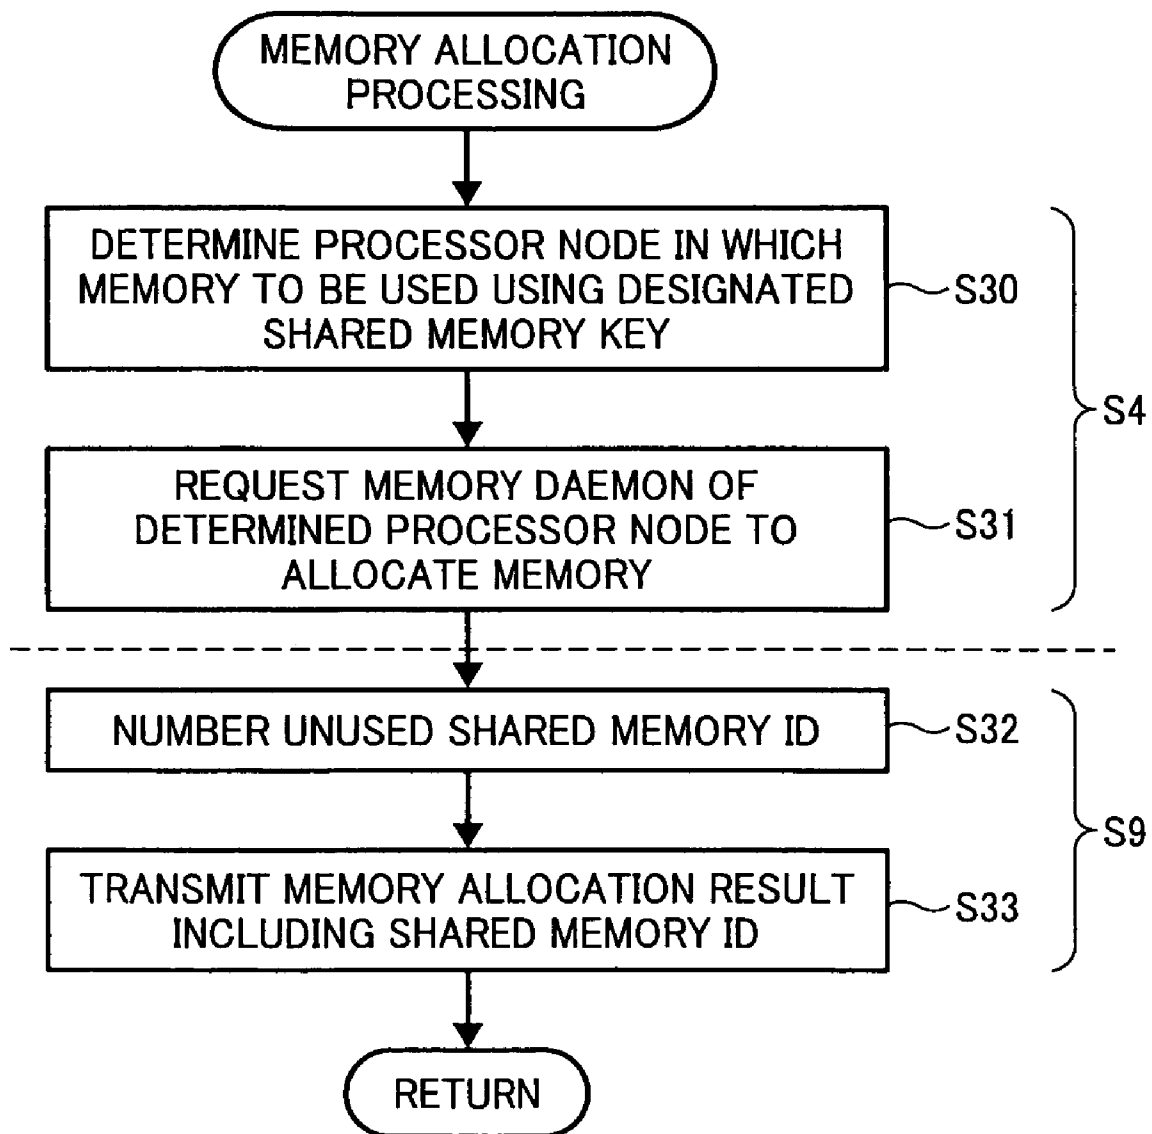 MEMORY ALLOCATION
PROCESSING
DETERMINE PROCESSOR NODE IN WHICH
MEMORY TO BE USED USING DESIGNATED
SHARED MEMORY KEY
S30
S4
REQUEST MEMORY DAEMON OF
DETERMINED PROCESSOR NODE TO
ALLOCATE MEMORY
S31
NUMBER UNUSED SHARED MEMORY ID
S32
S9
TRANSMIT MEMORY ALLOCATION RESULT
INCLUDING SHARED MEMORY ID
S33
RETURN